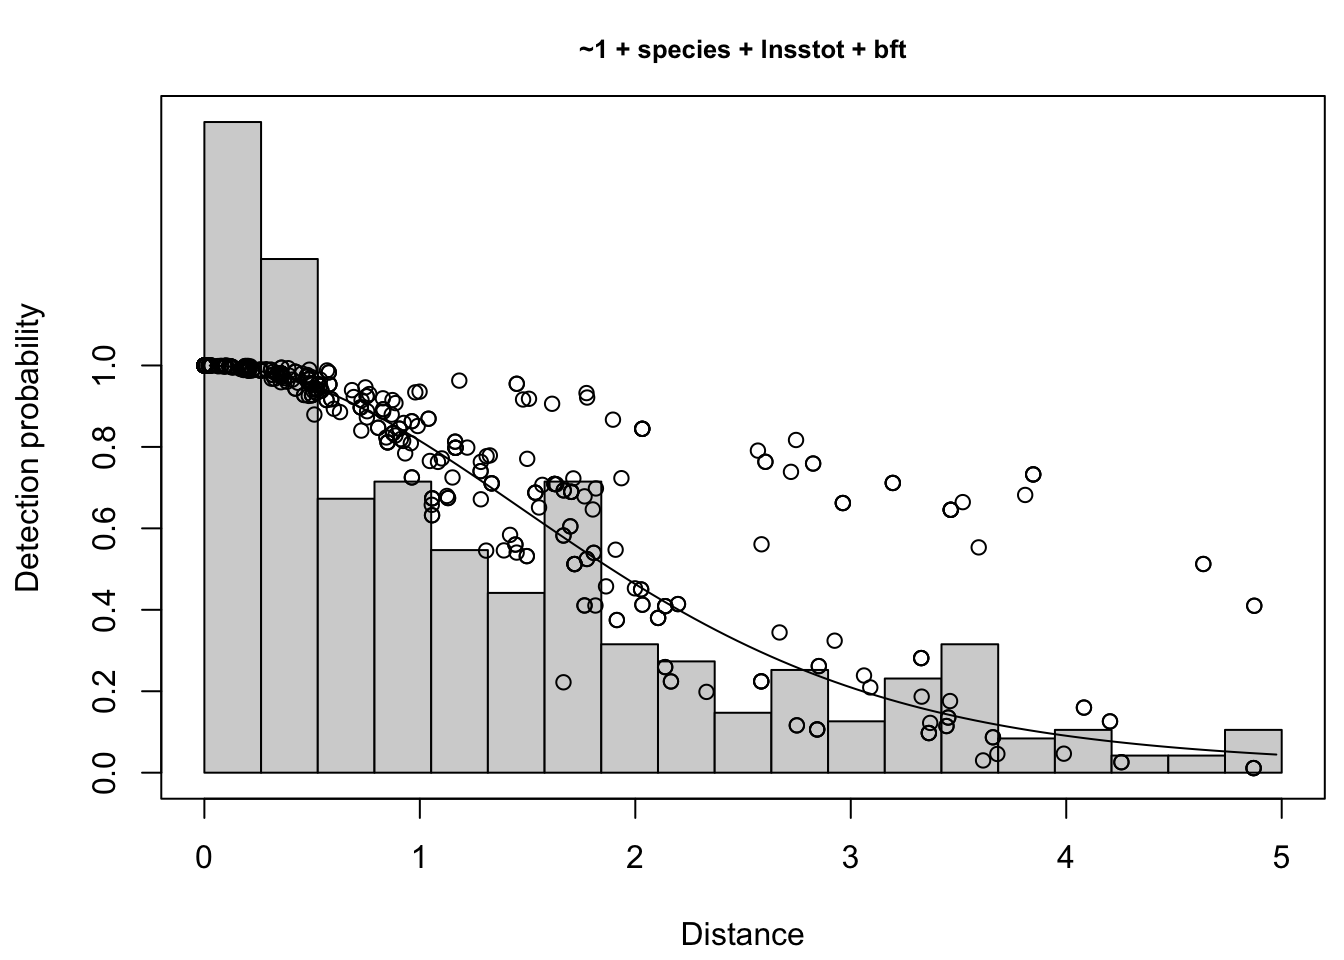 ~1 + species + lnsstot + bft
Detection probability
1.0
0.8
0.6
0.4
0.2
0.0
0 1 2 3 4 5
Distance